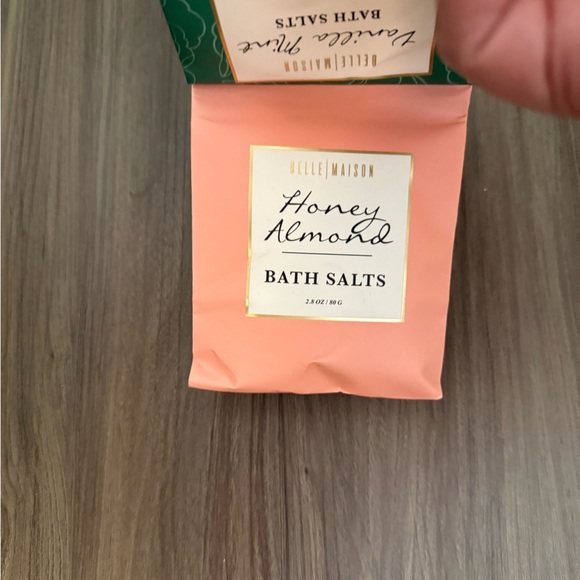 BELLE|MAISON
Vanilla Mint
BATH SALTS
BELLE|MAISON
Honey
Almond
BATH SALTS
2.8 OZ / 80 G